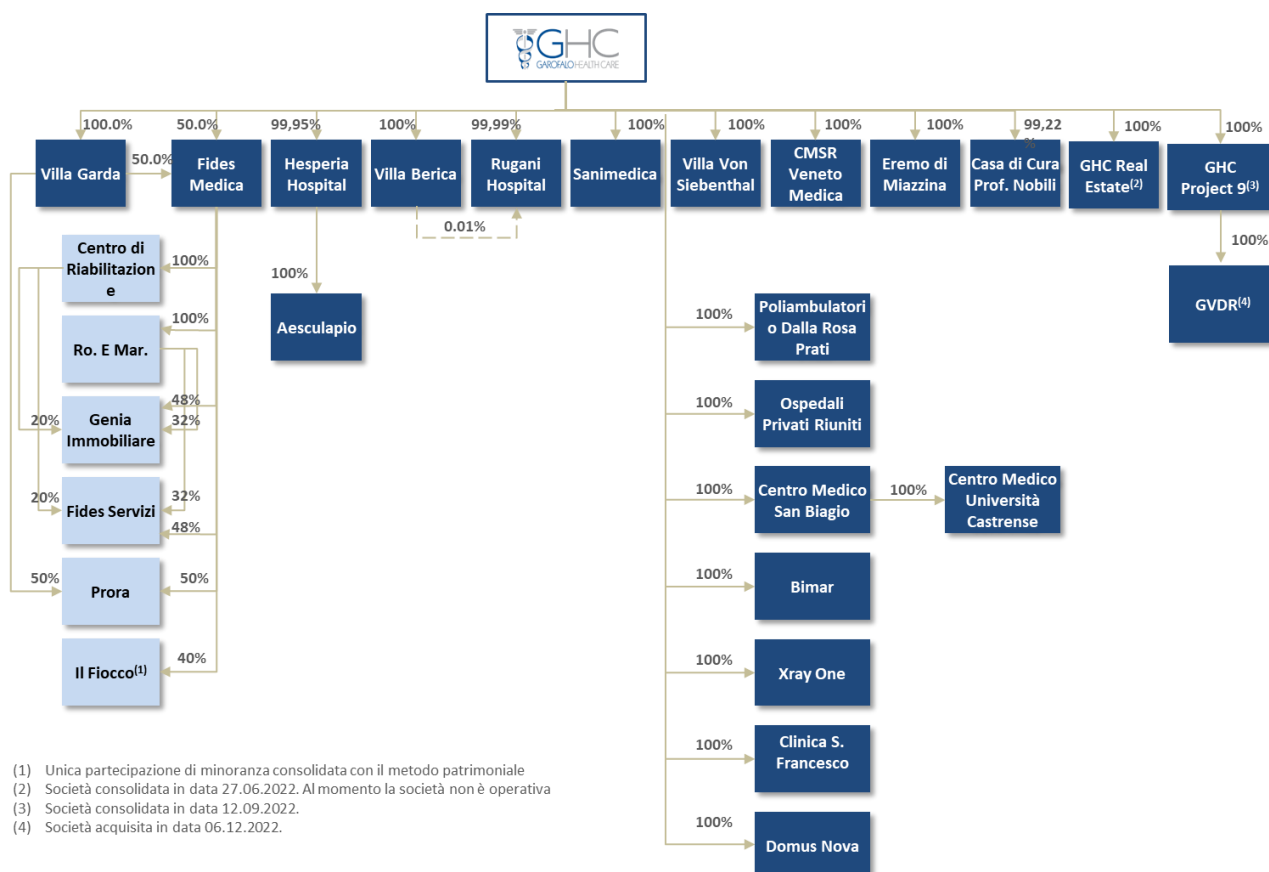 GHC
GAROFALO HEALTH CARE
100.0%
50.0%
99,95%
100%
99,99%
100%
100%
100%
100%
99,22
%
100%
100%
Villa Garda
50.0%
Fides
Medica
Hesperia
Hospital
Villa Berica
Rugani
Hospital
Sanimedica
Villa Von
Siebenthal
CMSR
Veneto
Medica
Eremo di
Miazzina
Casa di Cura
Prof. Nobili
GHC Real
Estate(2)
GHC
Project 9(3)
0.01%
100%
GVDR(4)
Centro di
Riabilitazion
e
100%
100%
Aesculapio
Ro. E Mar.
100%
48%
20%
Genia
Immobiliare
32%
20%
Fides Servizi
32%
48%
50%
Prora
50%
Il Fiocco(1)
40%
100%
Poliambulatori
o Dalla Rosa
Prati
100%
Ospedali
Privati Riuniti
100%
Centro Medico
San Biagio
100%
Centro Medico
Università
Castrense
100%
Bimar
100%
Xray One
100%
Clinica S.
Francesco
100%
Domus Nova
(1) Unica partecipazione di minoranza consolidata con il metodo patrimoniale
(2) Società consolidata in data 27.06.2022. Al momento la società non è operativa
(3) Società consolidata in data 12.09.2022.
(4) Società acquisita in data 06.12.2022.